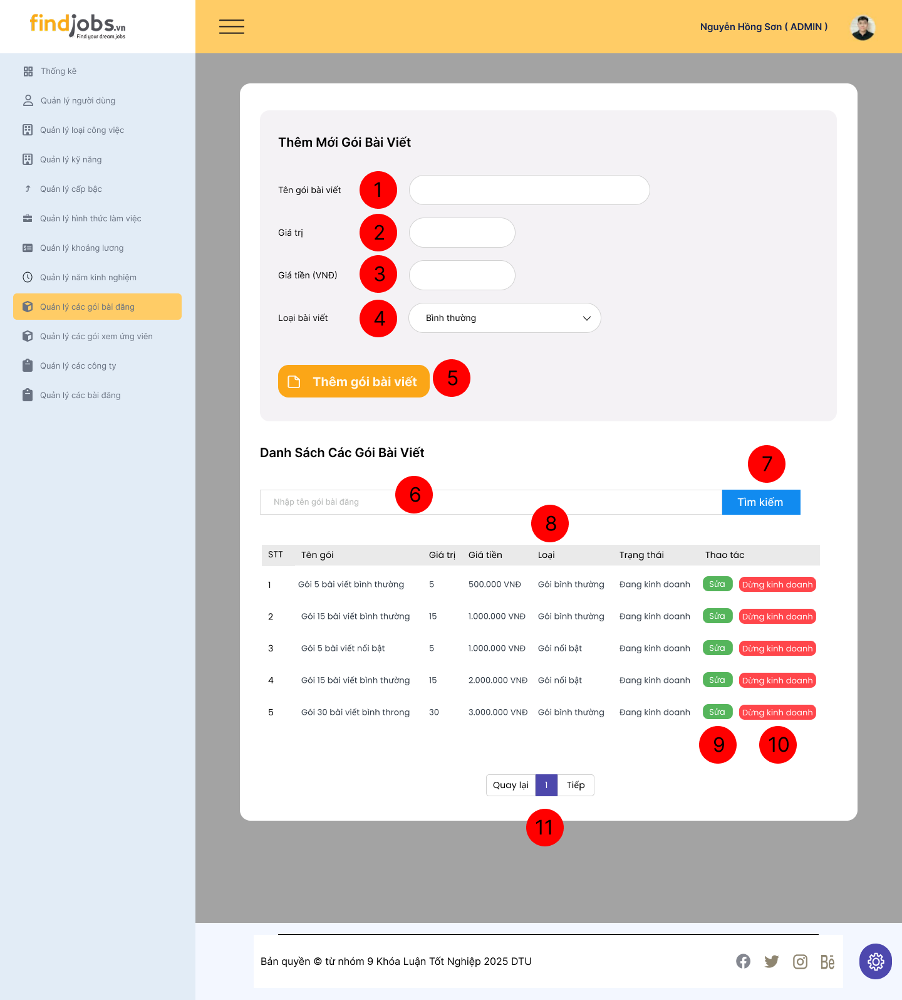 findjobs.vn
Find your dream jobs
Nguyễn Hồng Sơn ( ADMIN )
Thống kê
Quản lý người dùng
Quản lý loại công việc
Quản lý kỹ năng
Quản lý cấp bậc
Quản lý hình thức làm việc
Quản lý khoảng lương
Quản lý năm kinh nghiệm
Quản lý các gói bài đăng
Quản lý các gói xem ứng viên
Quản lý các công ty
Quản lý các bài đăng
Thêm Mới Gói Bài Viết
Tên gói bài viết 1
Giá trị 2
Giá tiền (VNĐ) 3
Loại bài viết 4 Bình thường
Thêm gói bài viết 5
Danh Sách Các Gói Bài Viết
7
Nhập tên gói bài đăng 6 Tìm kiếm
8
STT Tên gói Giá trị Giá tiền Loại Trạng thái Thao tác
1 Gói 5 bài viết bình thường 5 500.000 VNĐ Gói bình thường Đang kinh doanh Sửa Dừng kinh doanh
2 Gói 15 bài viết bình thường 15 1.000.000 VNĐ Gói bình thường Đang kinh doanh Sửa Dừng kinh doanh
3 Gói 5 bài viết nổi bật 5 1.000.000 VNĐ Gói nổi bật Đang kinh doanh Sửa Dừng kinh doanh
4 Gói 15 bài viết bình thường 15 2.000.000 VNĐ Gói nổi bật Đang kinh doanh Sửa Dừng kinh doanh
5 Gói 30 bài viết bình throng 30 3.000.000 VNĐ Gói bình thường Đang kinh doanh Sửa Dừng kinh doanh
9 10
Quay lại 1 Tiếp
11
Bản quyền © từ nhóm 9 Khóa Luận Tốt Nghiệp 2025 DTU